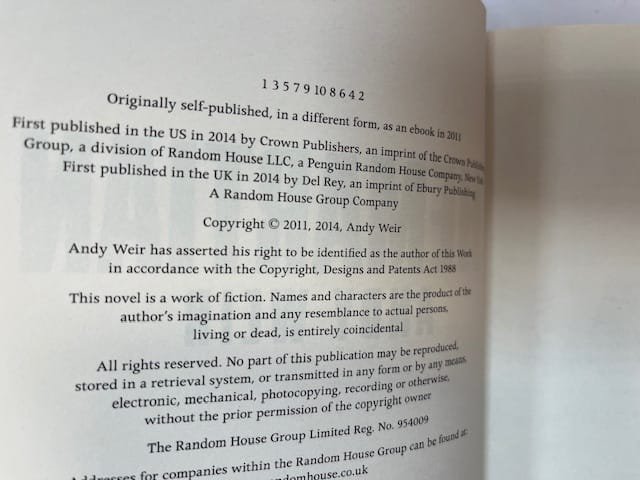 1 3 5 7 9 10 8 6 4 2
Originally self-published, in a different form, as an ebook in 2011
First published in the US in 2014 by Crown Publishers, an imprint of the Crown Publishing
Group, a division of Random House LLC, a Penguin Random House Company, New York
First published in the UK in 2014 by Del Rey, an imprint of Ebury Publishing
A Random House Group Company
Copyright © 2011, 2014, Andy Weir
Andy Weir has asserted his right to be identified as the author of this Work
in accordance with the Copyright, Designs and Patents Act 1988
This novel is a work of fiction. Names and characters are the product of the
author's imagination and any resemblance to actual persons,
living or dead, is entirely coincidental
All rights reserved. No part of this publication may be reproduced,
stored in a retrieval system, or transmitted in any form or by any means,
electronic, mechanical, photocopying, recording or otherwise,
without the prior permission of the copyright owner
The Random House Group Limited Reg. No. 954009
Addresses for companies within the Random House Group can be found at: